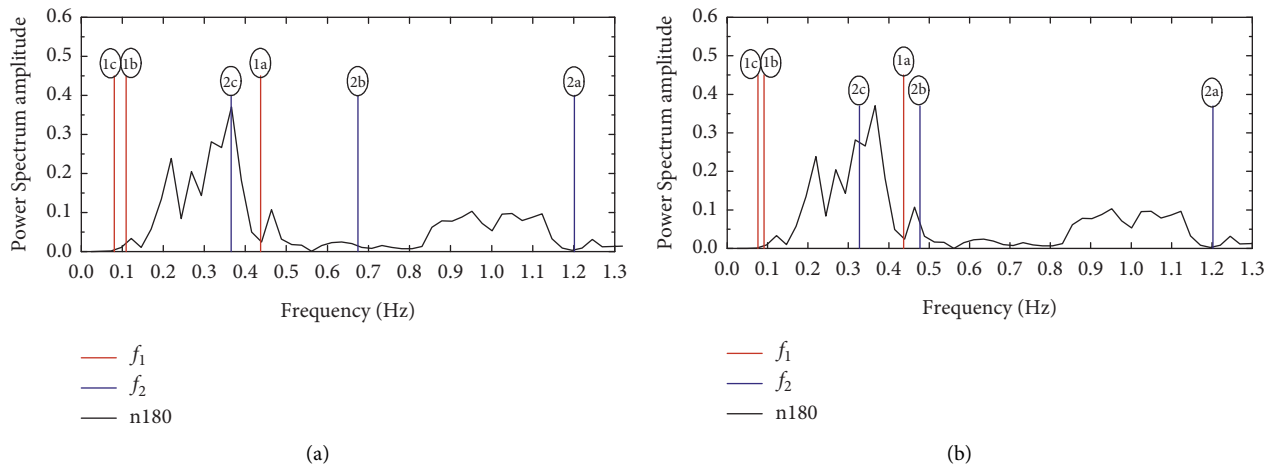 0.6
0.5
0.4
0.3
0.2
0.1
0.0
Power Spectrum amplitude
1c 1b 2c 1a 2b 2a
0.0 0.1 0.2 0.3 0.4 0.5 0.6 0.7 0.8 0.9 1.0 1.1 1.2 1.3
Frequency (Hz)
f1
f2
n180
(a)
0.6
0.5
0.4
0.3
0.2
0.1
0.0
Power Spectrum amplitude
1c 1b 2c 1a 2b 2a
0.0 0.1 0.2 0.3 0.4 0.5 0.6 0.7 0.8 0.9 1.0 1.1 1.2 1.3
Frequency (Hz)
f1
f2
n180
(b)